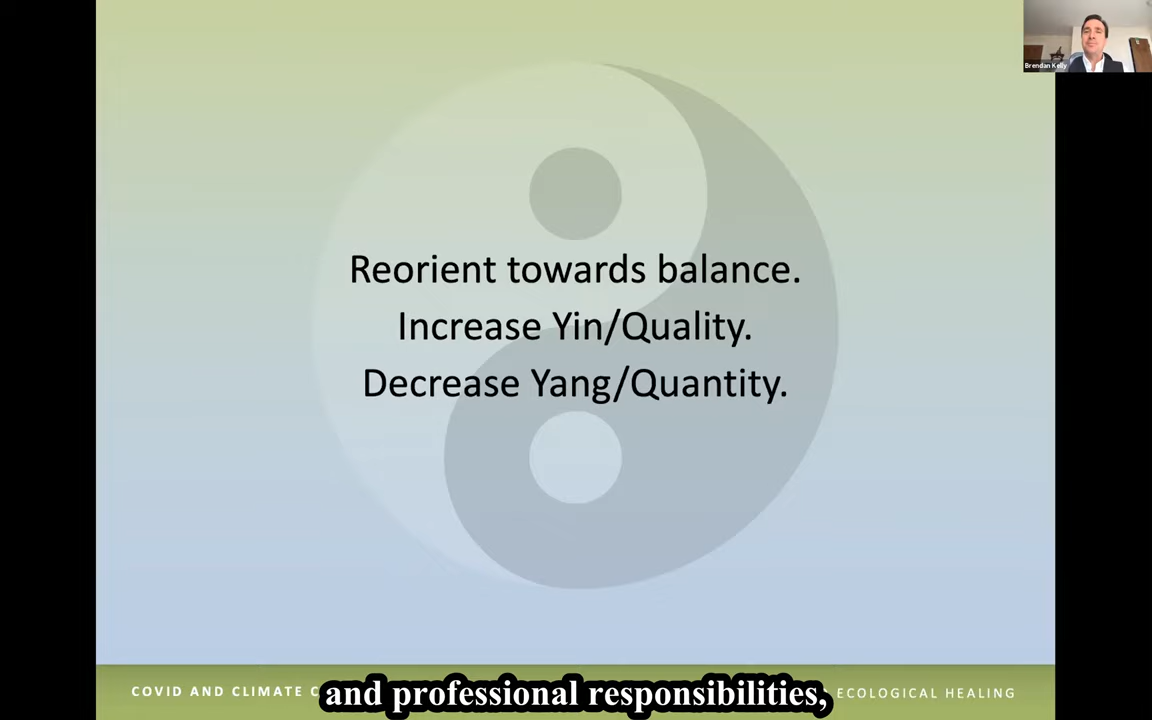 Brendan Kelly
Reorient towards balance.
Increase Yin/Quality.
Decrease Yang/Quantity.
COVID AND CLIMATE
ECOLOGICAL HEALING
and professional responsibilities,